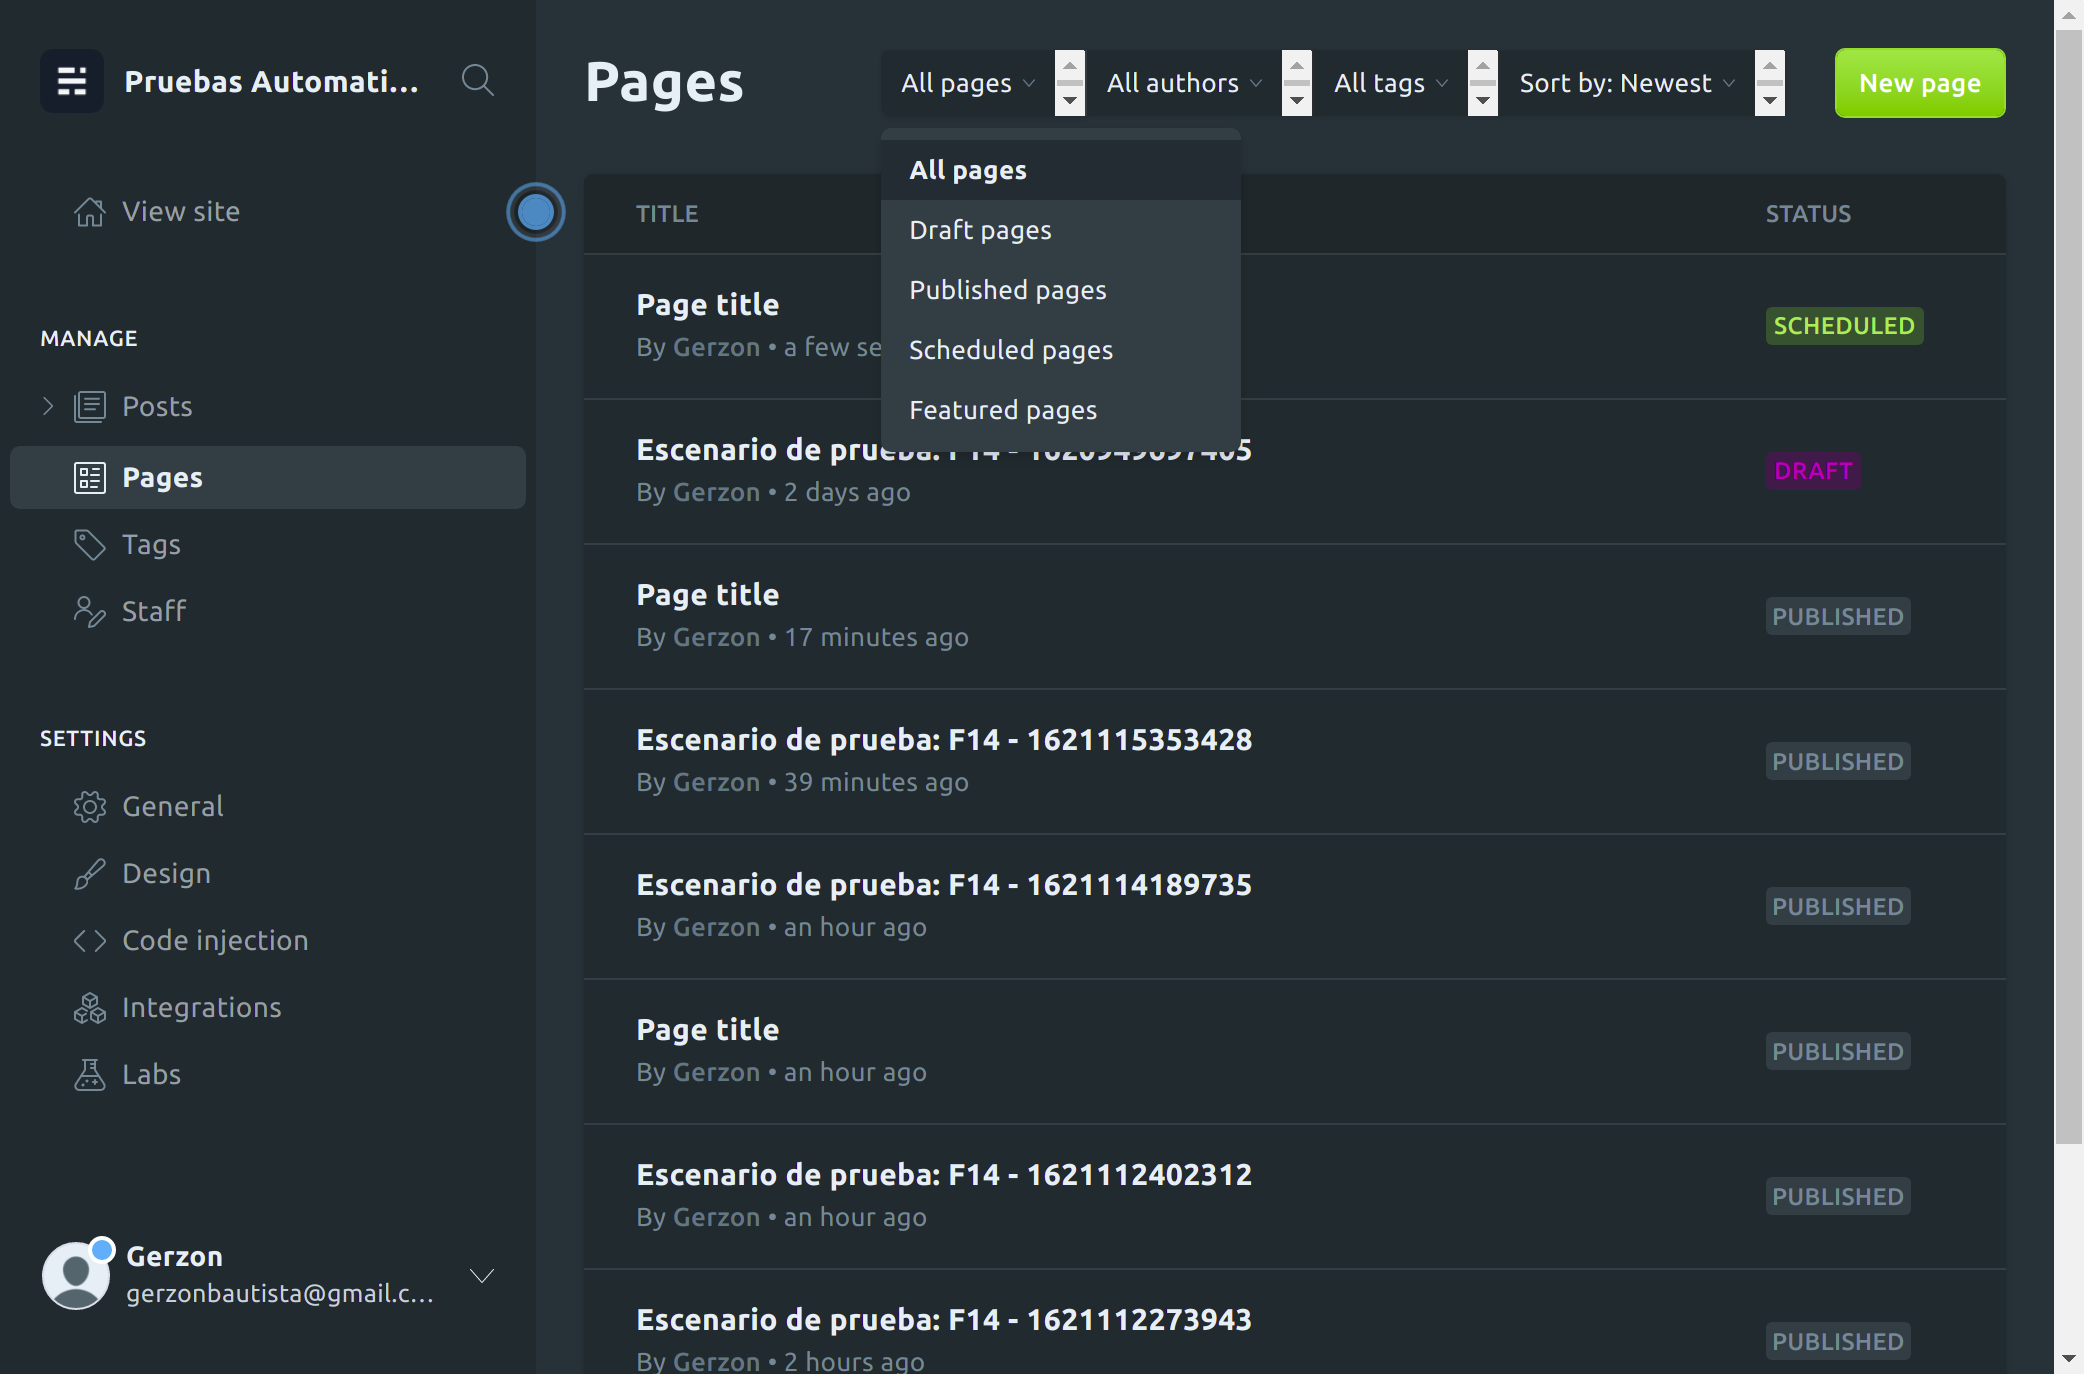 Pruebas Automati...
View site
MANAGE
Posts
Pages
Tags
Staff
SETTINGS
General
Design
Code injection
Integrations
Labs
Gerzon
gerzonbautista@gmail.c...
Pages
All pages
All authors
All tags
Sort by: Newest
New page
All pages
Draft pages
Published pages
Scheduled pages
Featured pages
TITLE
STATUS
Page title
By Gerzon • a few se
SCHEDULED
Escenario de prueba: F14 - 1620949697405
By Gerzon • 2 days ago
DRAFT
Page title
By Gerzon • 17 minutes ago
PUBLISHED
Escenario de prueba: F14 - 1621115353428
By Gerzon • 39 minutes ago
PUBLISHED
Escenario de prueba: F14 - 1621114189735
By Gerzon • an hour ago
PUBLISHED
Page title
By Gerzon • an hour ago
PUBLISHED
Escenario de prueba: F14 - 1621112402312
By Gerzon • an hour ago
PUBLISHED
Escenario de prueba: F14 - 1621112273943
By Gerzon • 2 hours ago
PUBLISHED